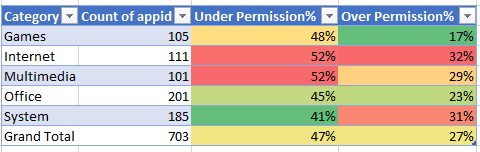 Category Count of appid Under Permission% Over Permission%
Games 105 48% 17%
Internet 111 52% 32%
Multimedia 101 52% 29%
Office 201 45% 23%
System 185 41% 31%
Grand Total 703 47% 27%